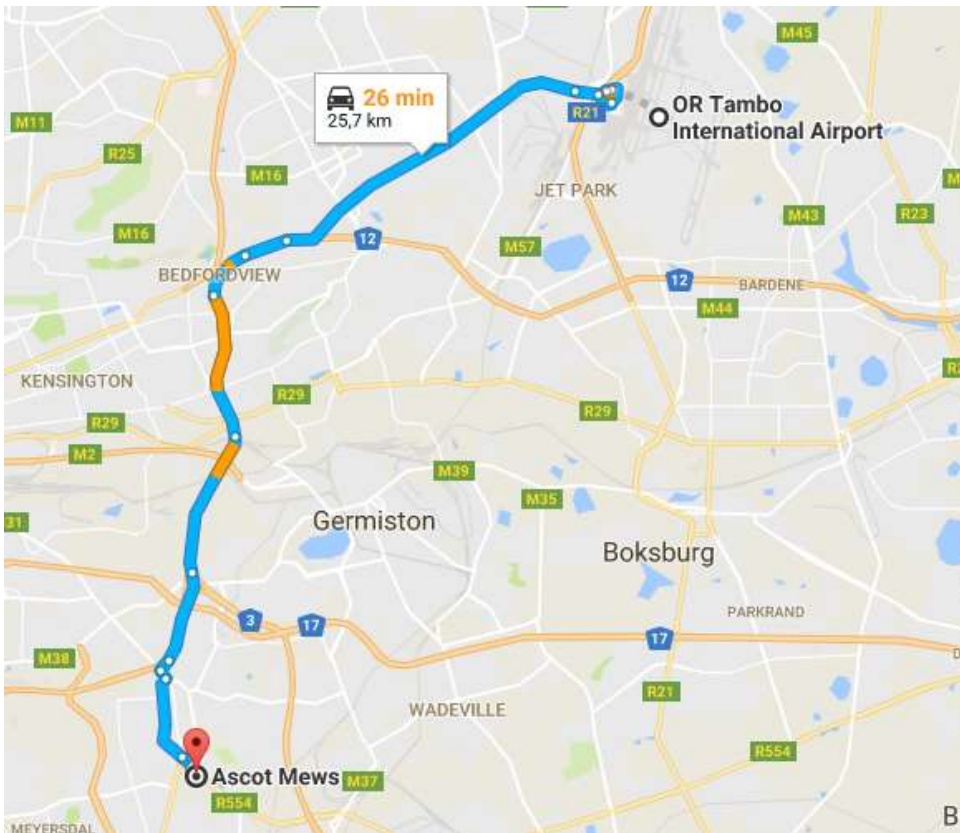 M45
26 min
25,7 km
OR Tambo
International Airport
R21
M11
R25
M16
JET PARK
M16
M43
R23
12
M57
BEDFORDVIEW
12
BARDENE
M44
KENSINGTON
R29
R29
R29
M2
M39
M35
31
Germiston
Boksburg
PARKRAND
3
17
17
M38
R21
WADEVILLE
R554
Ascot Mews
M37
R554
B
MEYERSDAL